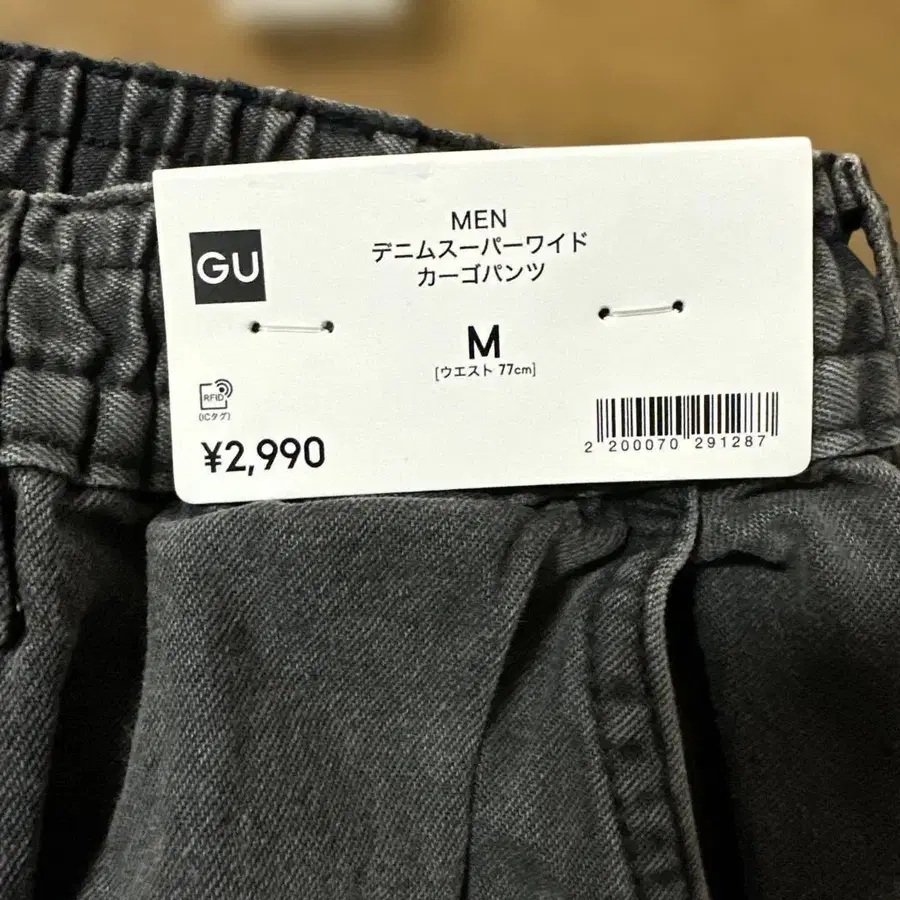 GU
MEN
デニムスーパーワイド
カーゴパンツ
M
[ウエスト 77cm]
RFID
(ICタグ)
¥2,990
2 200070 291287